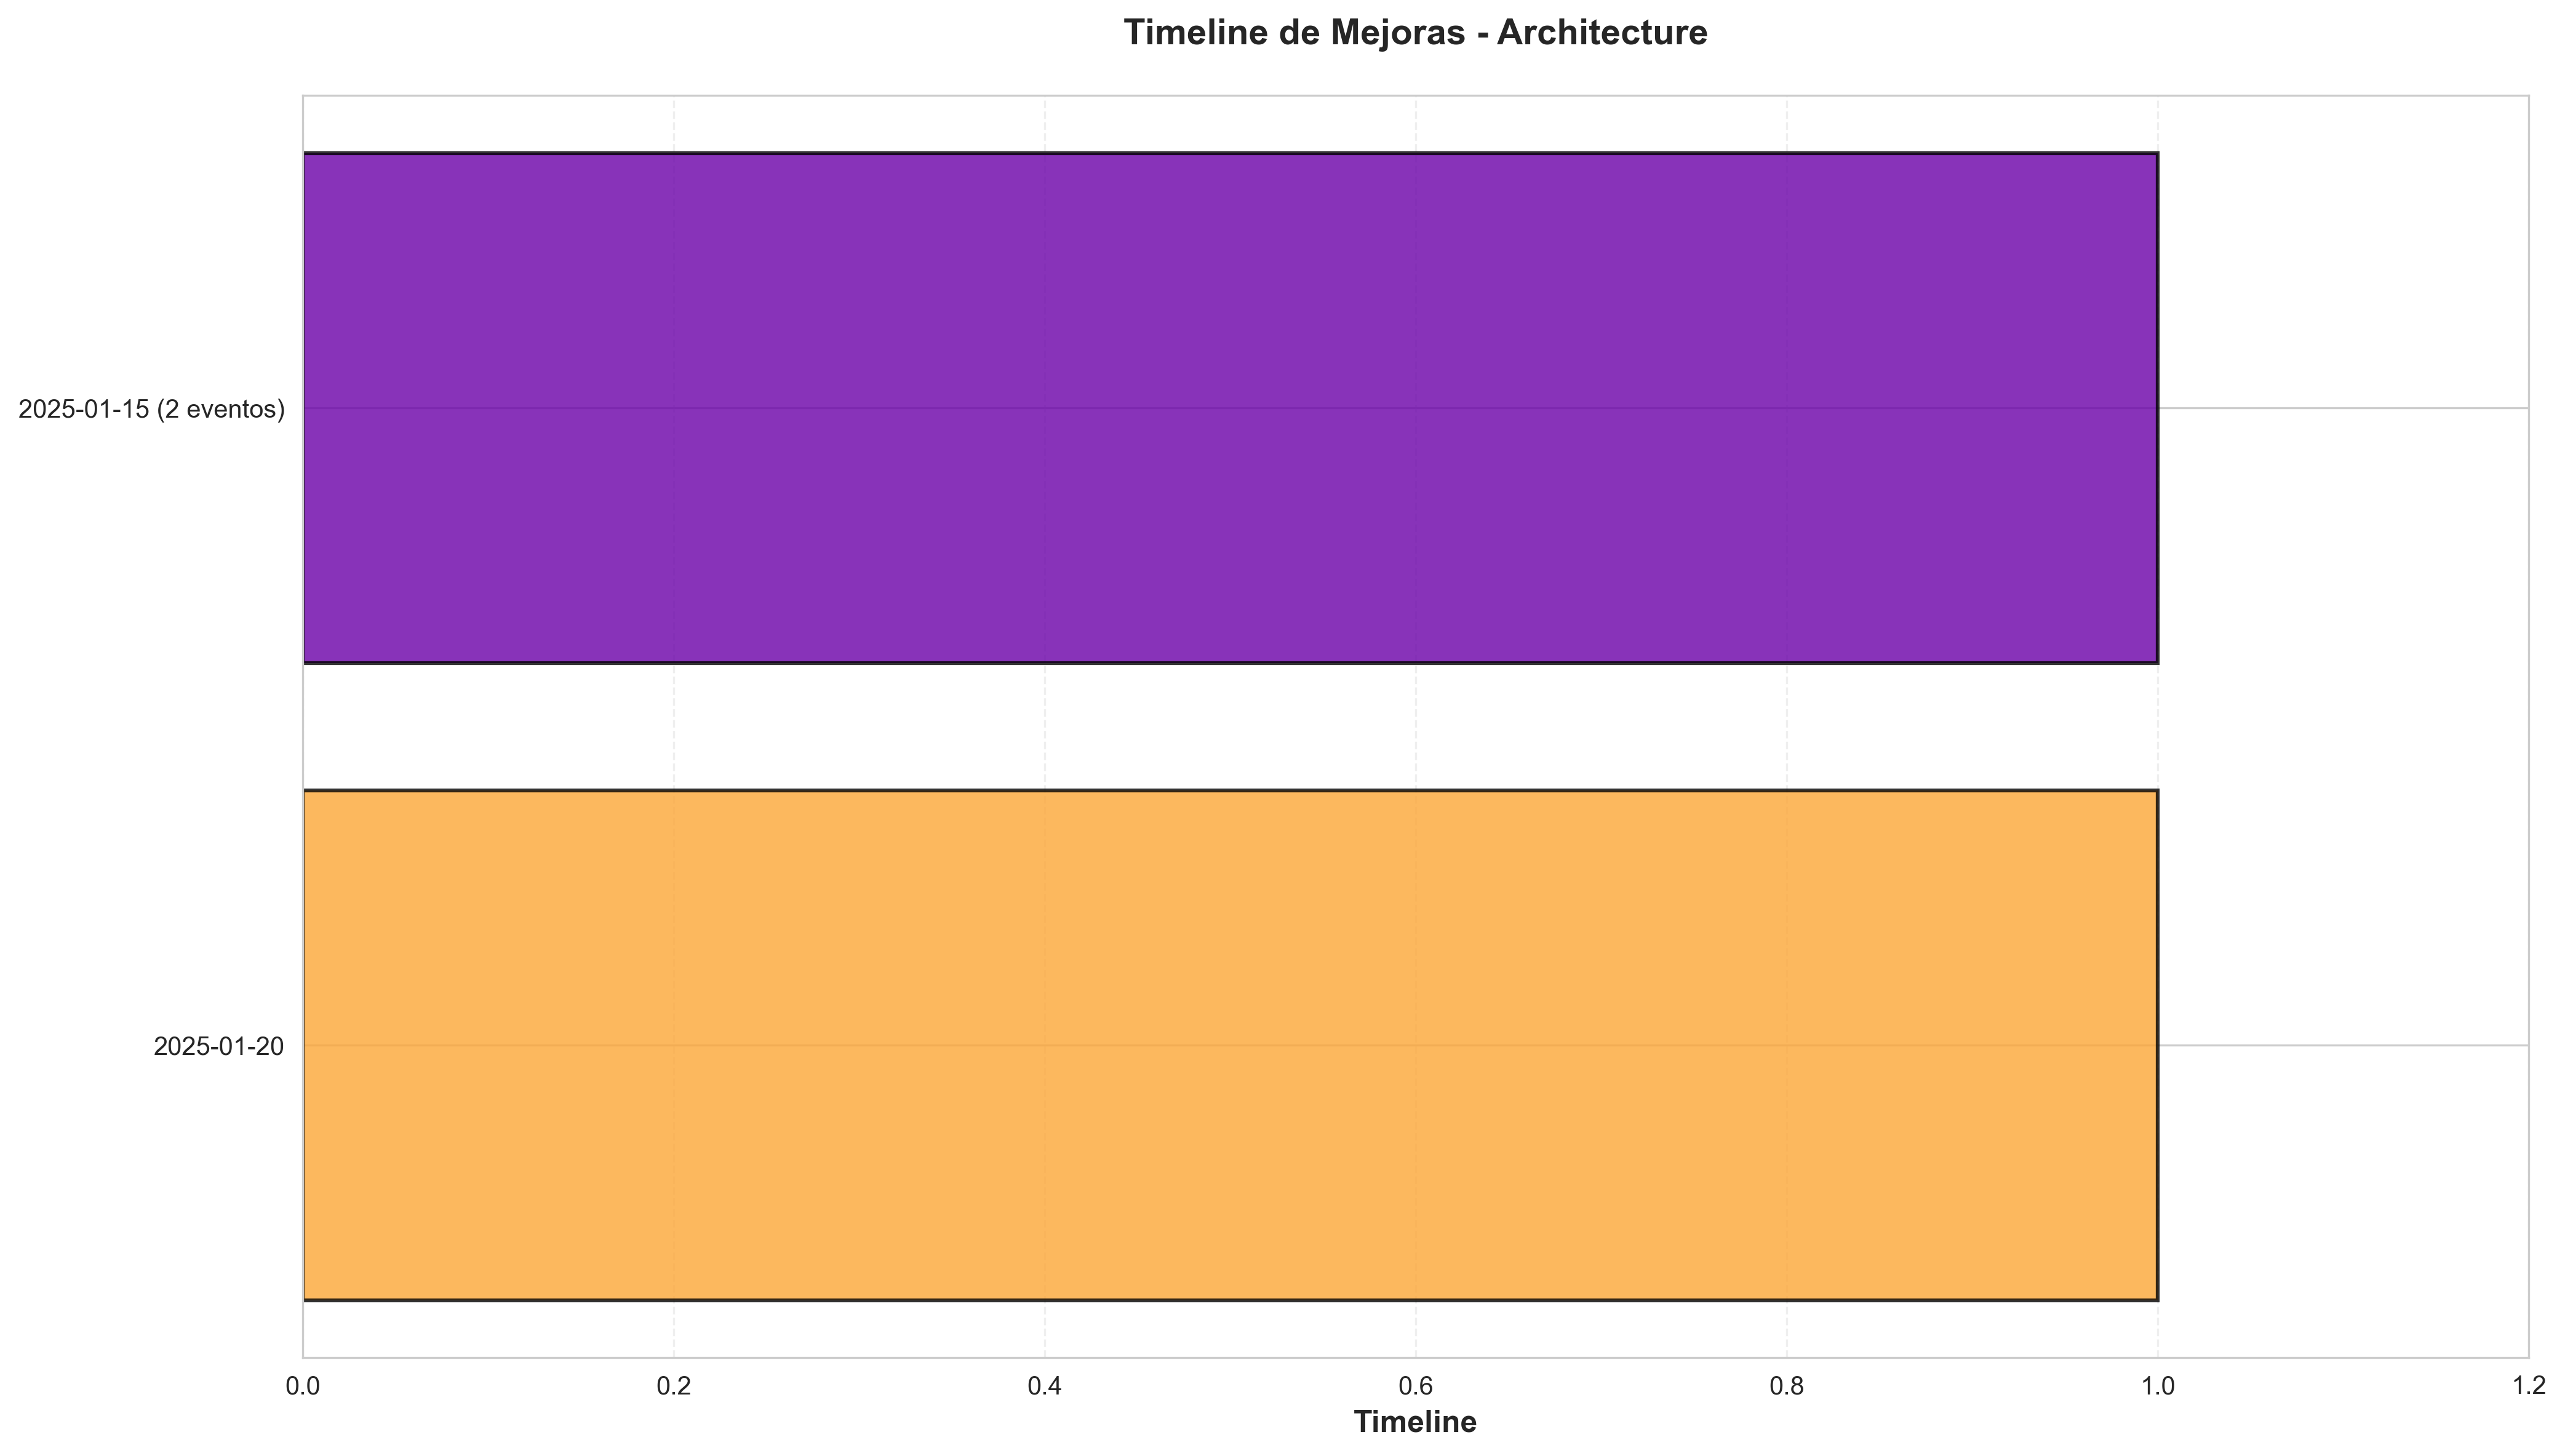 Timeline de Mejoras - Architecture
2025-01-15 (2 eventos)
2025-01-20
0.0 0.2 0.4 0.6 0.8 1.0 1.2
Timeline